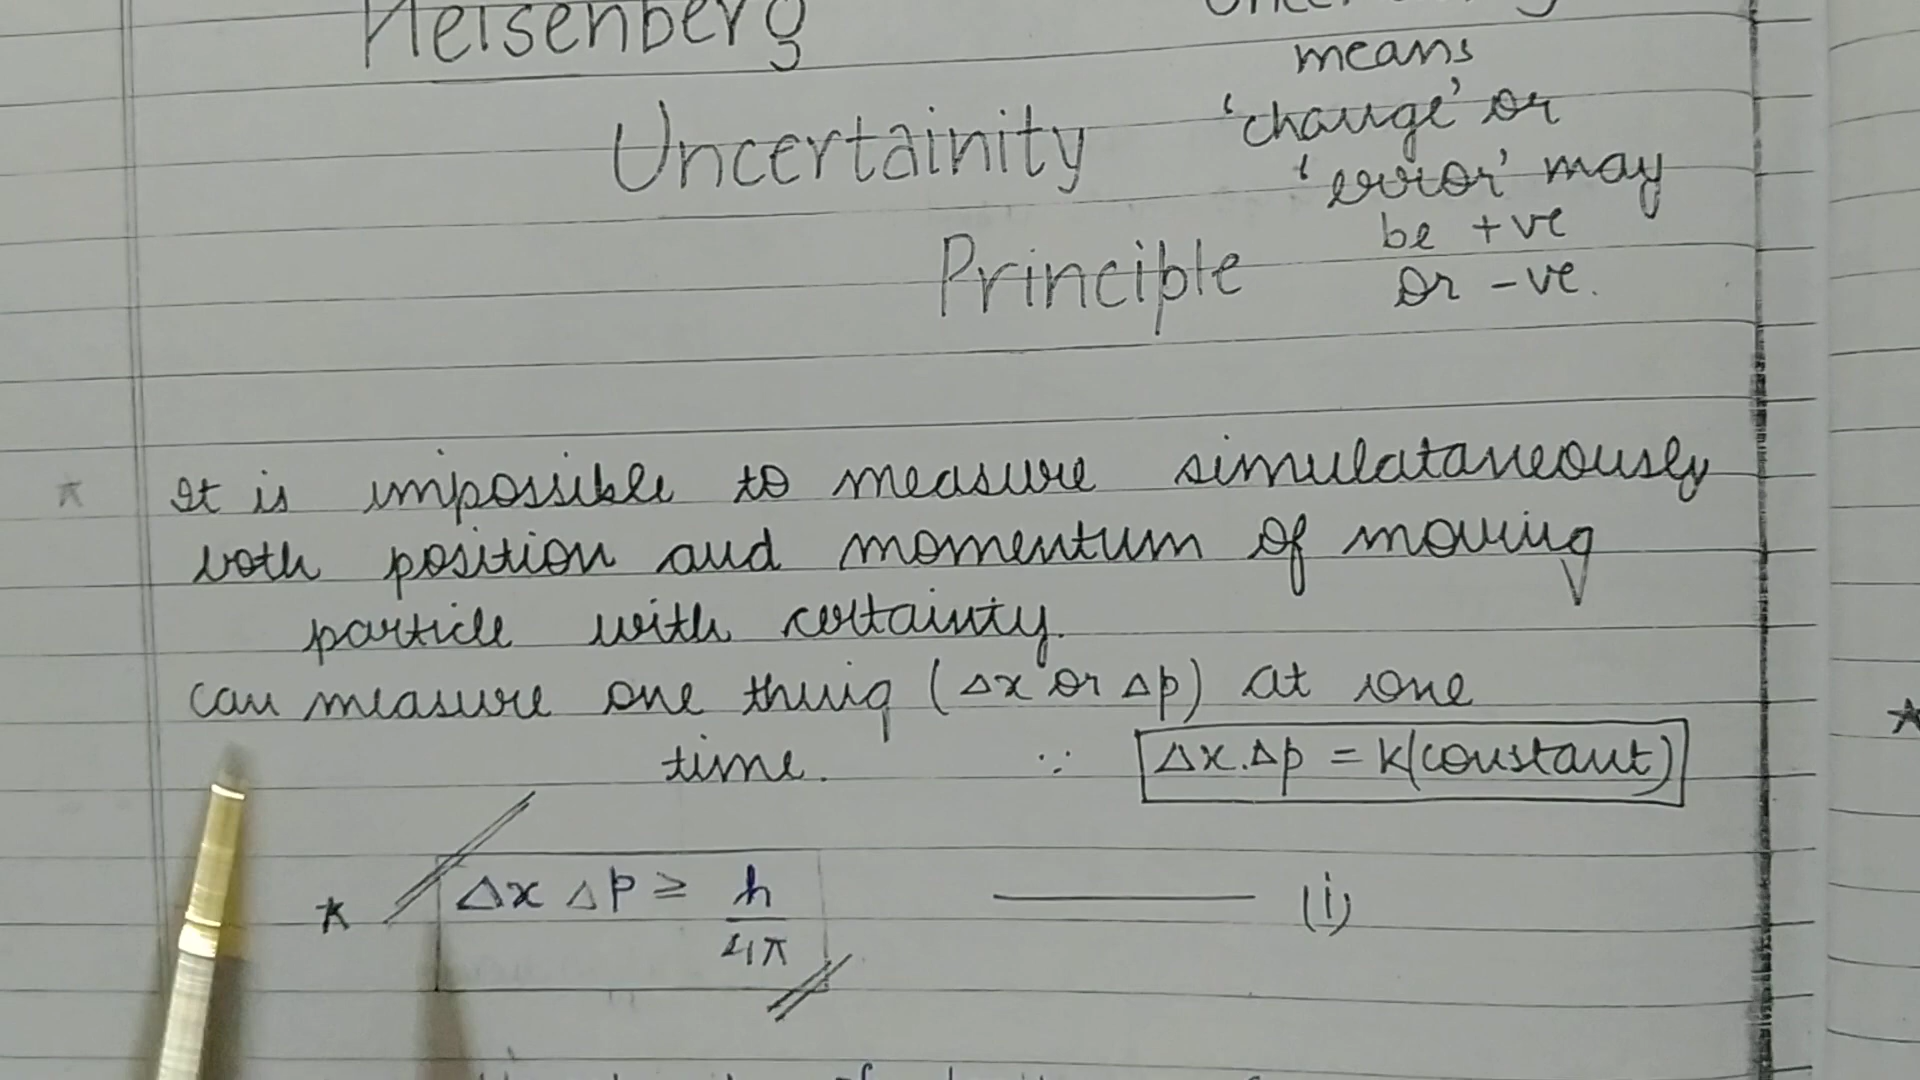 Heisenberg
Uncertainity
Principle
means
'change' or
'error' may
be +ve
or -ve.
It is impossible to measure simulataneously
both position and momentum of moving
particle with certainty.
can measure one thing (Δx or Δp) at one
time. ∵ Δx.Δp = K(constant)
★ Δx Δp ≥ h/4π —— (i)